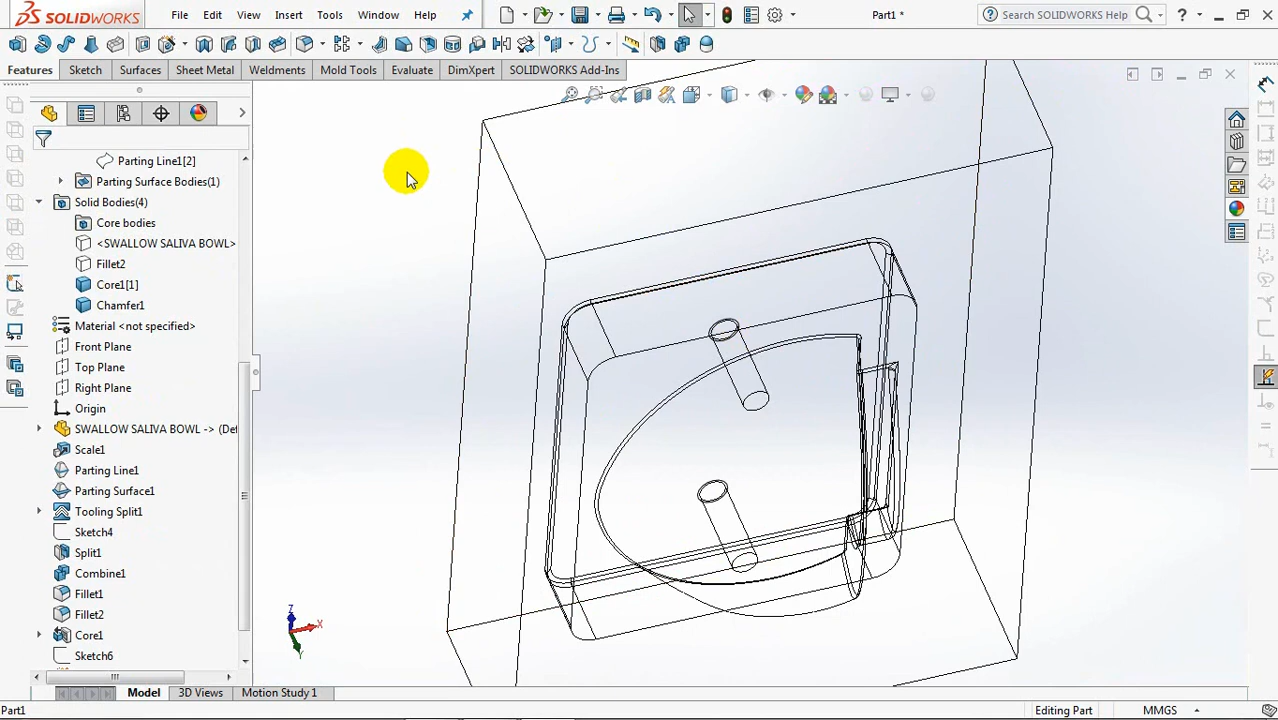 SOLIDWORKS File Edit View Insert Tools Window Help Part1 * Search SOLIDWORKS Help ?
Features Sketch Surfaces Sheet Metal Weldments Mold Tools Evaluate DimXpert SOLIDWORKS Add-Ins
Parting Line1[2]
Parting Surface Bodies(1)
Solid Bodies(4)
Core bodies
<SWALLOW SALIVA BOWL>
Fillet2
Core1[1]
Chamfer1
Material <not specified>
Front Plane
Top Plane
Right Plane
Origin
SWALLOW SALIVA BOWL -> (Def
Scale1
Parting Line1
Parting Surface1
Tooling Split1
Sketch4
Split1
Combine1
Fillet1
Fillet2
Core1
Sketch6
Z
X
Y
Model 3D Views Motion Study 1
Part1 Editing Part MMGS